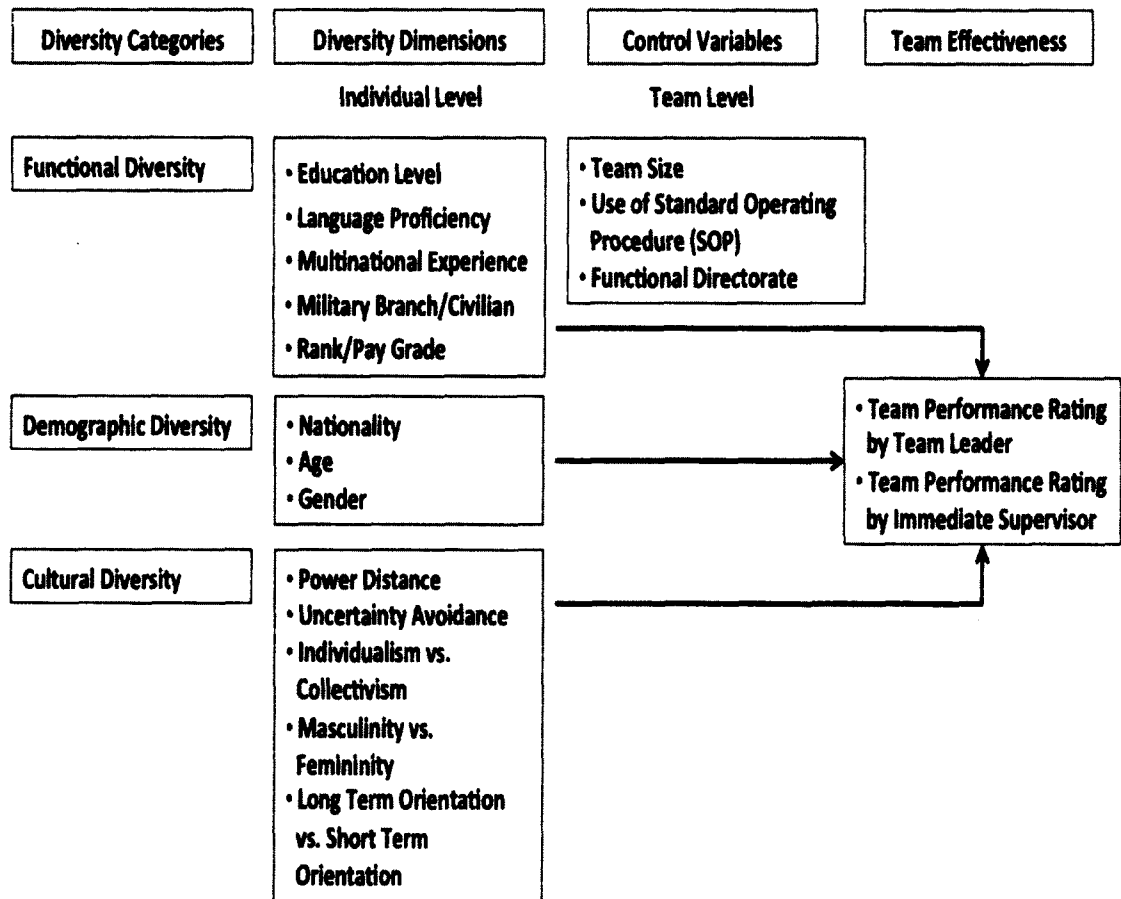 Diversity Categories
Diversity Dimensions
Control Variables
Team Effectiveness
Individual Level
Team Level
Functional Diversity
• Education Level
• Language Proficiency
• Multinational Experience
• Military Branch/Civilian
• Rank/Pay Grade
• Team Size
• Use of Standard Operating
Procedure (SOP)
• Functional Directorate
Demographic Diversity
• Nationality
• Age
• Gender
• Team Performance Rating
by Team Leader
• Team Performance Rating
by Immediate Supervisor
Cultural Diversity
• Power Distance
• Uncertainty Avoidance
• Individualism vs.
Collectivism
• Masculinity vs.
Femininity
• Long Term Orientation
vs. Short Term
Orientation